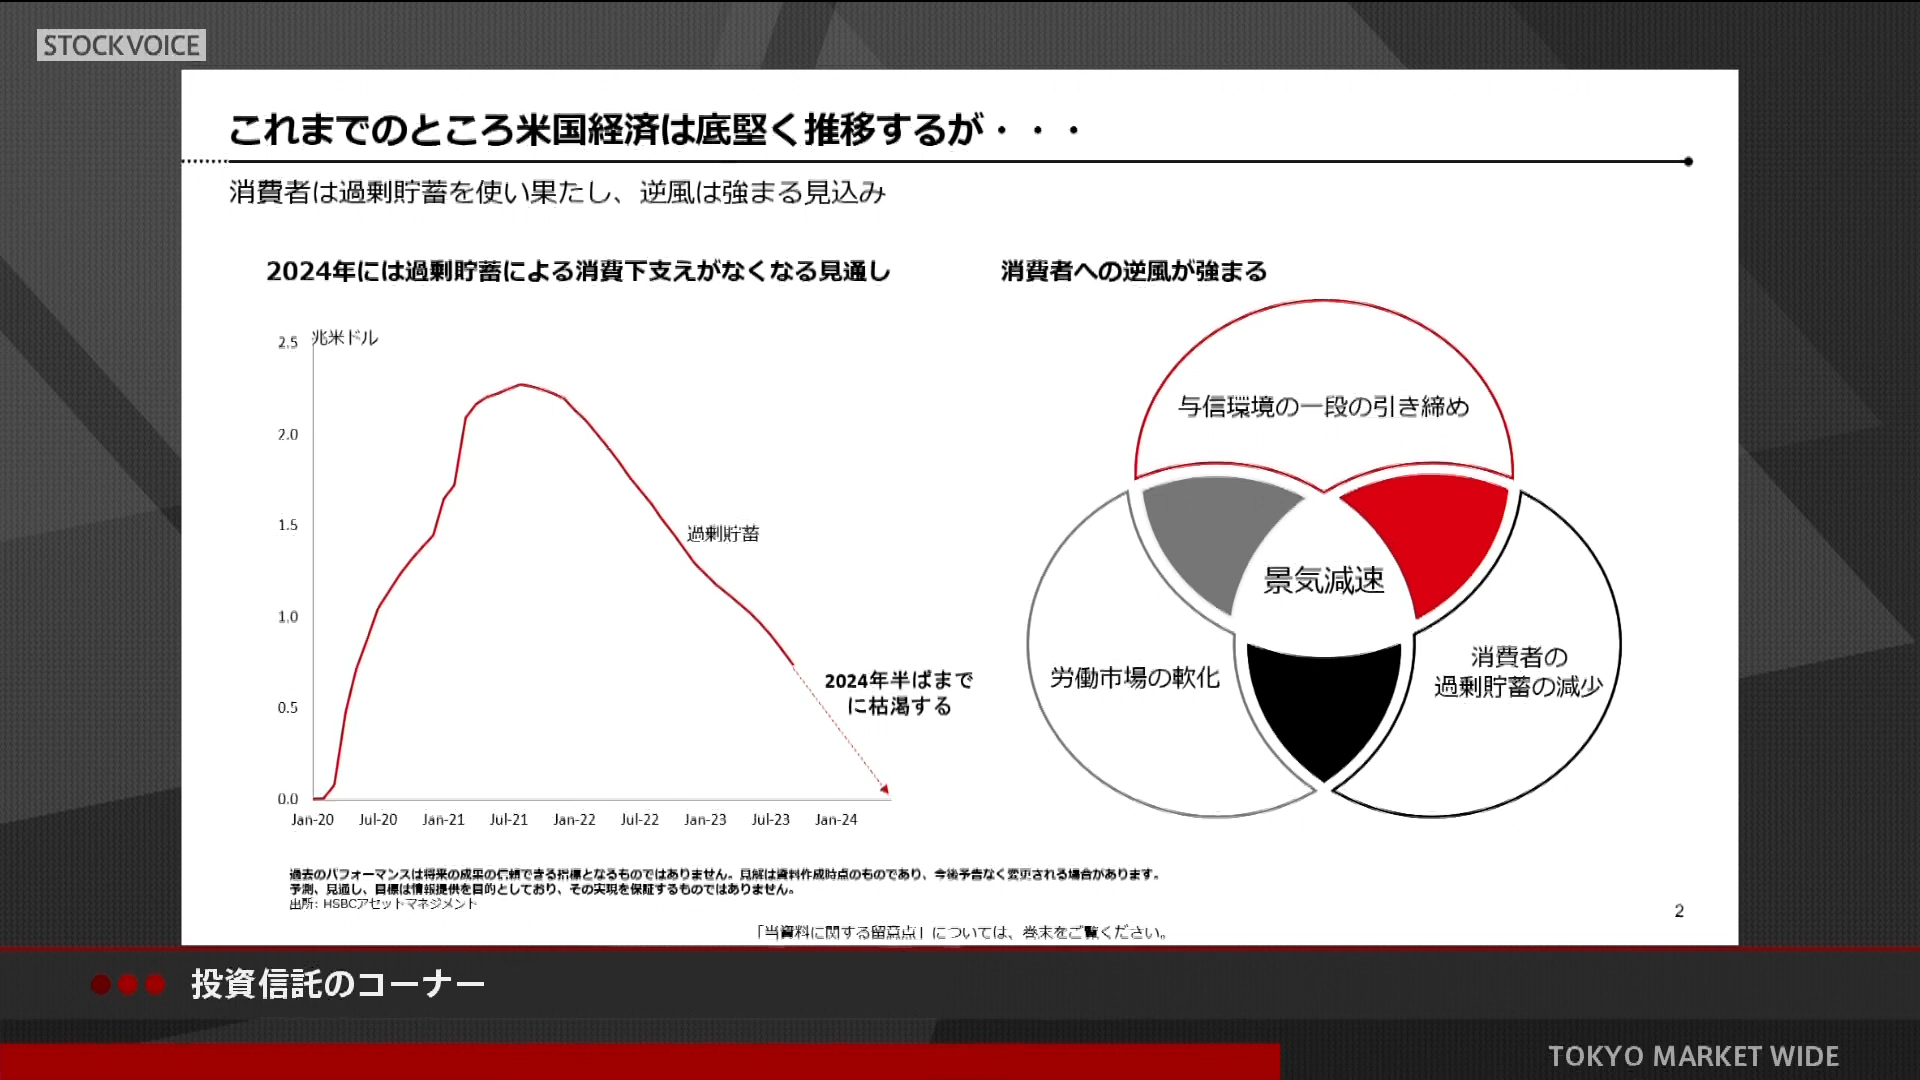 STOCKVOICE
これまでのところ米国経済は底堅く推移するが・・・
消費者は過剰貯蓄を使い果たし、逆風は強まる見込み
2024年には過剰貯蓄による消費下支えがなくなる見通し
兆米ドル
2.5
2.0
1.5
1.0
0.5
0.0
過剰貯蓄
2024年半ばまで
に枯渇する
Jan-20 Jul-20 Jan-21 Jul-21 Jan-22 Jul-22 Jan-23 Jul-23 Jan-24
消費者への逆風が強まる
与信環境の一段の引き締め
景気減速
労働市場の軟化
消費者の
過剰貯蓄の減少
過去のパフォーマンスは将来の成果の信頼できる指標となるものではありません。見解は資料作成時点のものであり、今後予告なく変更される場合があります。
予測、見通し、目標は情報提供を目的としており、その実現を保証するものではありません。
出所: HSBCアセットマネジメント
2
「当資料に関する留意点」については、巻末をご覧ください。
投資信託のコーナー
TOKYO MARKET WIDE